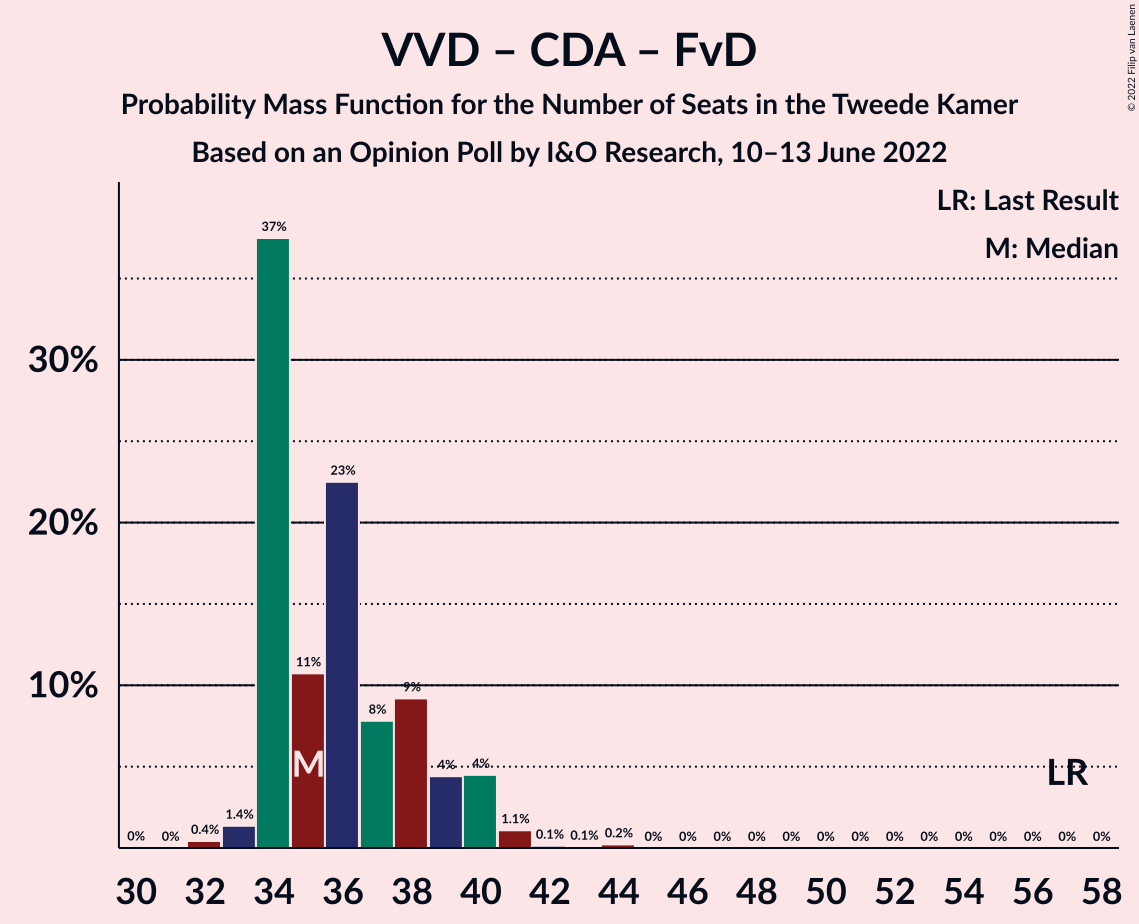 VVD – CDA – FvD
Probability Mass Function for the Number of Seats in the Tweede Kamer
Based on an Opinion Poll by I&O Research, 10–13 June 2022
© 2022 Filip van Laenen
LR: Last Result
M: Median
37%
30%
23%
20%
11%
10%
9%
8%
M
LR
4% 4%
0% 0% 0.4% 1.4% 1.1% 0.1% 0.1% 0.2% 0% 0% 0% 0% 0% 0% 0% 0% 0% 0% 0% 0% 0% 0%
30 32 34 36 38 40 42 44 46 48 50 52 54 56 58